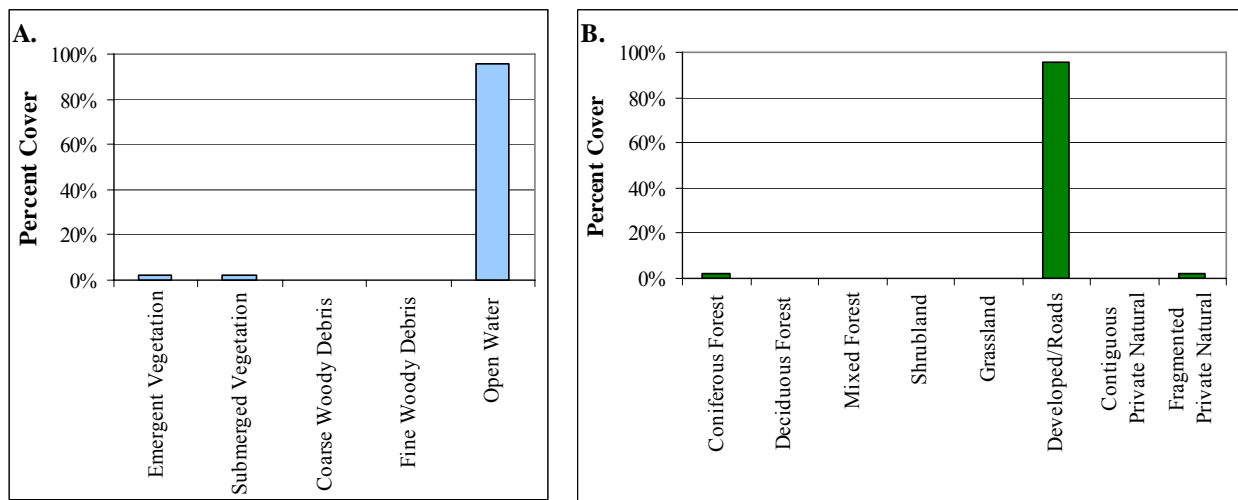 A.
Percent Cover
100%
80%
60%
40%
20%
0%
Emergent Vegetation
Submerged Vegetation
Coarse Woody Debris
Fine Woody Debris
Open Water
B.
Percent Cover
100%
80%
60%
40%
20%
0%
Coniferous Forest
Deciduous Forest
Mixed Forest
Shrubland
Grassland
Developed/Roads
Contiguous
Private Natural
Fragmented
Private Natural